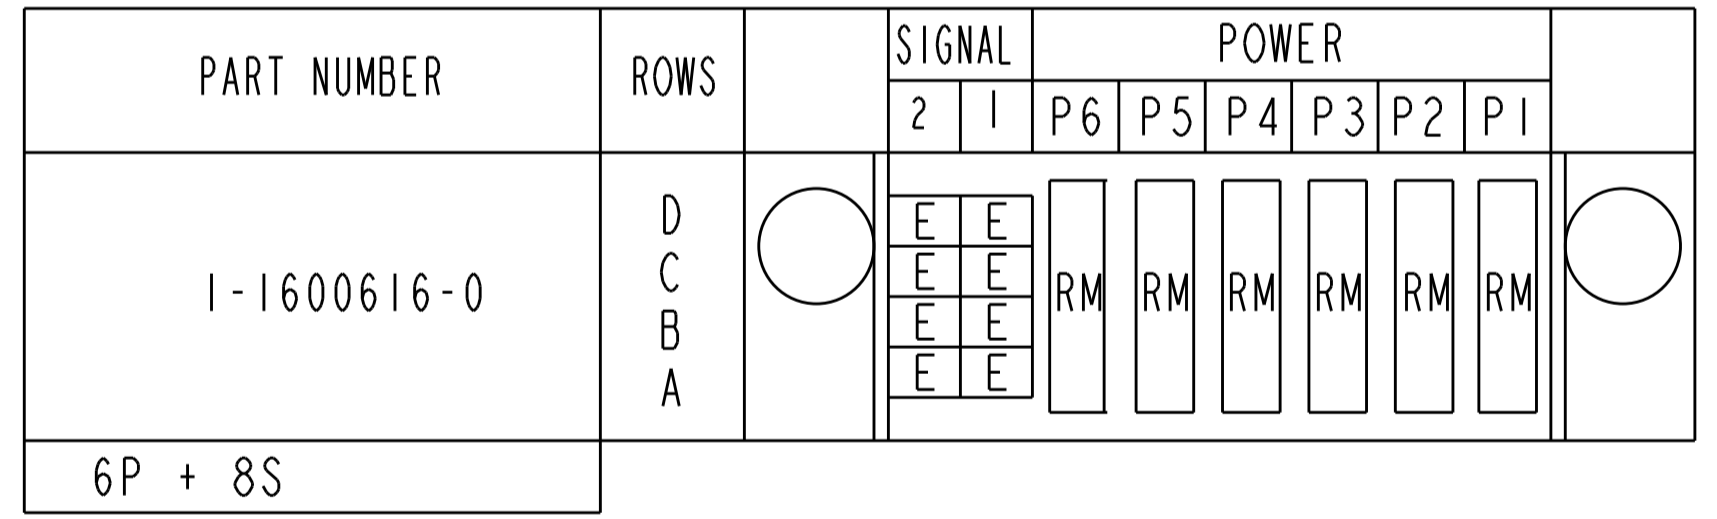 PART NUMBER ROWS SIGNAL POWER
2 1 P6 P5 P4 P3 P2 P1
D E E
C E E
1-1600616-0 RM RM RM RM RM RM
B E E
A E E
6P + 8S